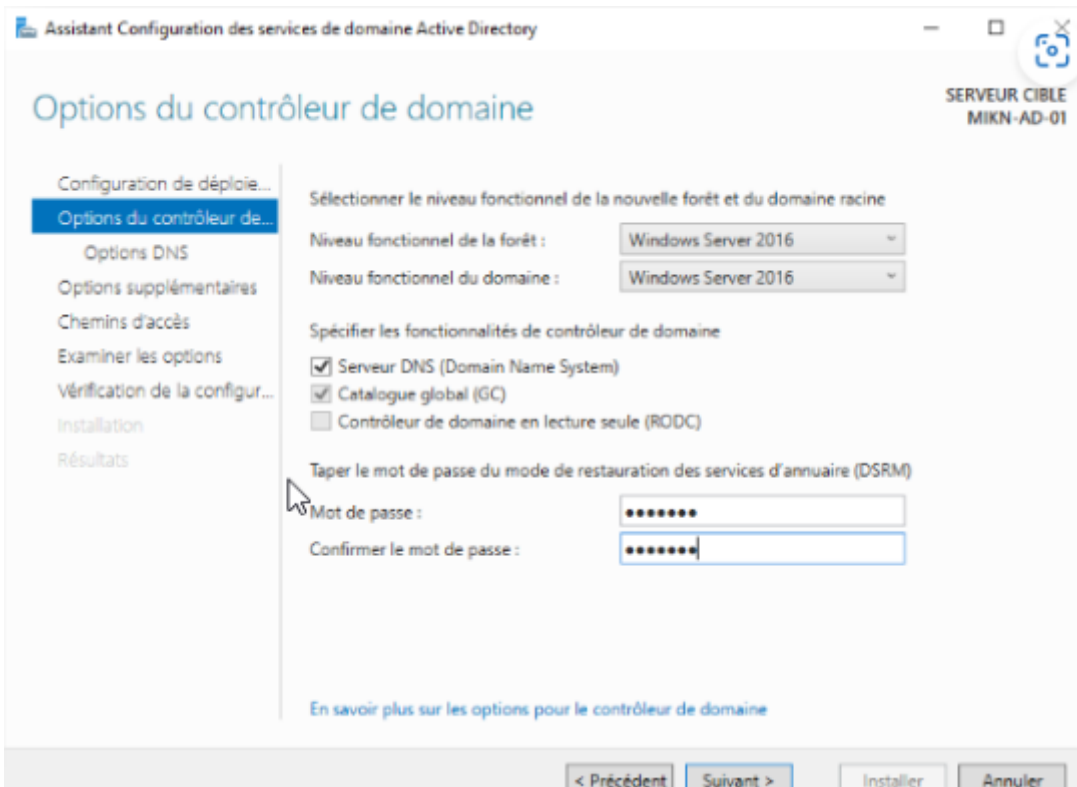 Assistant Configuration des services de domaine Active Directory
Options du contrôleur de domaine
SERVEUR CIBLE
MIKN-AD-01
Configuration de déploie...
Options du contrôleur de...
Options DNS
Options supplémentaires
Chemins d'accès
Examiner les options
Vérification de la configur...
Installation
Résultats
Sélectionner le niveau fonctionnel de la nouvelle forêt et du domaine racine
Niveau fonctionnel de la forêt : Windows Server 2016
Niveau fonctionnel du domaine : Windows Server 2016
Spécifier les fonctionnalités de contrôleur de domaine
Serveur DNS (Domain Name System)
Catalogue global (GC)
Contrôleur de domaine en lecture seule (RODC)
Taper le mot de passe du mode de restauration des services d'annuaire (DSRM)
Mot de passe : •••••••
Confirmer le mot de passe : •••••••
En savoir plus sur les options pour le contrôleur de domaine
< Précédent Suivant > Installer Annuler